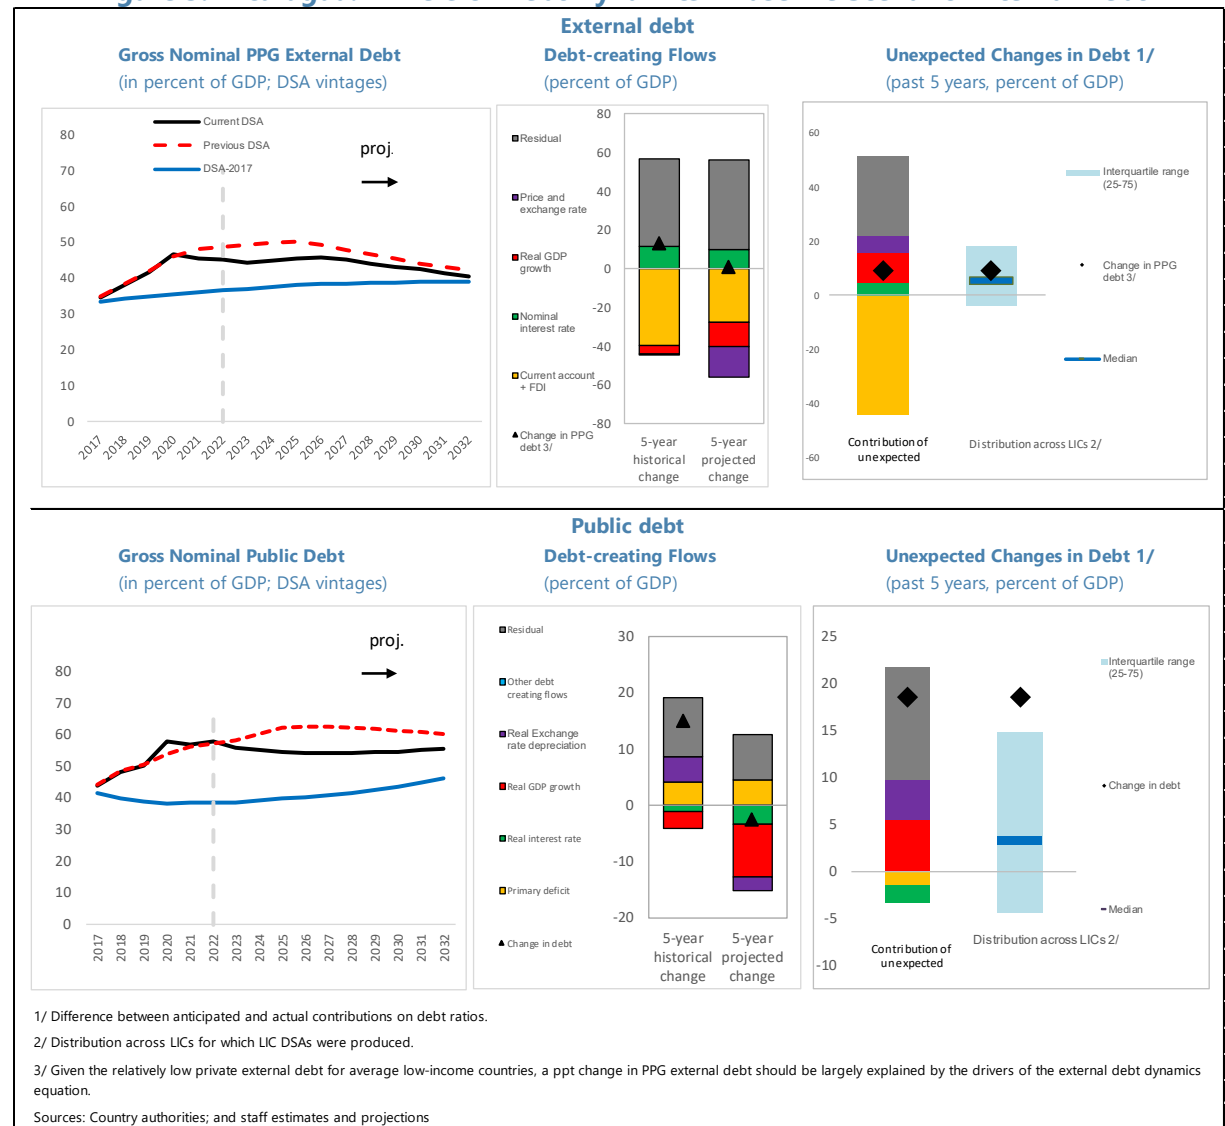 External debt
Gross Nominal PPG External Debt
(in percent of GDP; DSA vintages)
Debt-creating Flows
(percent of GDP)
Unexpected Changes in Debt 1/
(past 5 years, percent of GDP)
Current DSA
Previous DSA
DSA-2017
proj.
80
70
60
50
40
30
20
10
0
2017
2018
2019
2020
2021
2022
2023
2024
2025
2026
2027
2028
2029
2030
2031
2032
Residual
Price and
exchange rate
Real GDP
growth
Nominal
interest rate
Current account
+ FDI
Change in PPG
debt 3/
80
60
40
20
0
-20
-40
-60
-80
5-year
historical
change
5-year
projected
change
60
40
20
0
-20
-40
-60
Contribution of
unexpected
Distribution across LICs 2/
Interquartile range
(25-75)
Change in PPG
debt 3/
Median
Public debt
Gross Nominal Public Debt
(in percent of GDP; DSA vintages)
Debt-creating Flows
(percent of GDP)
Unexpected Changes in Debt 1/
(past 5 years, percent of GDP)
proj.
80
70
60
50
40
30
20
10
0
2017
2018
2019
2020
2021
2022
2023
2024
2025
2026
2027
2028
2029
2030
2031
2032
Residual
Other debt
creating flows
Real Exchange
rate depreciation
Real GDP growth
Real interest rate
Primary deficit
Change in debt
30
20
10
0
-10
-20
5-year
historical
change
5-year
projected
change
25
20
15
10
5
0
-5
-10
Contribution of
unexpected
Distribution across LICs 2/
Interquartile range
(25-75)
Change in debt
Median
1/ Difference between anticipated and actual contributions on debt ratios.
2/ Distribution across LICs for which LIC DSAs were produced.
3/ Given the relatively low private external debt for average low-income countries, a ppt change in PPG external debt should be largely explained by the drivers of the external debt dynamics
equation.
Sources: Country authorities; and staff estimates and projections